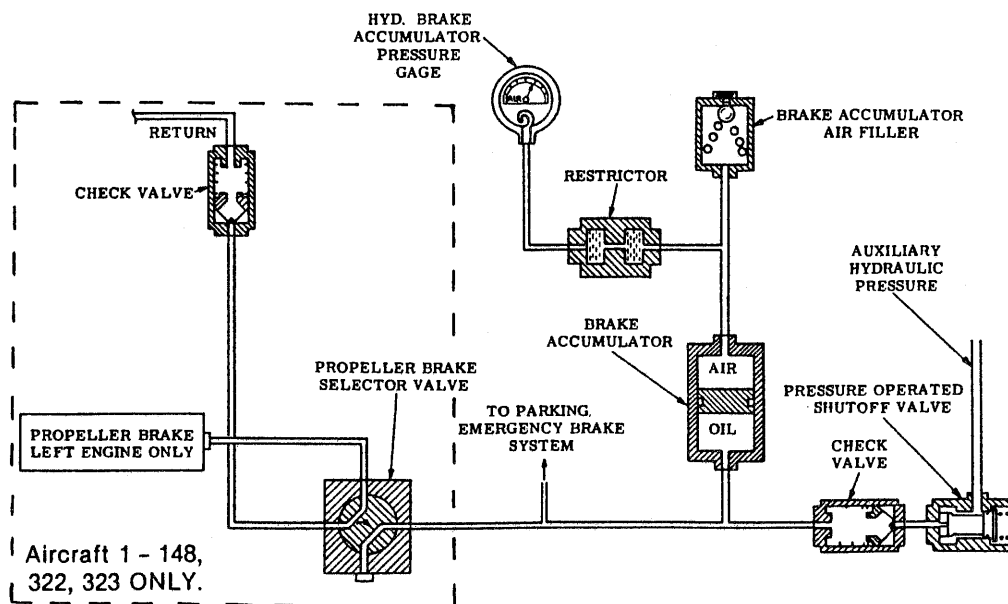 HYD. BRAKE
ACCUMULATOR
PRESSURE
GAGE
AIR
BRAKE ACCUMULATOR
AIR FILLER
RETURN
CHECK VALVE
RESTRICTOR
AUXILIARY
HYDRAULIC
PRESSURE
BRAKE
ACCUMULATOR
AIR
OIL
PROPELLER BRAKE
SELECTOR VALVE
PRESSURE OPERATED
SHUTOFF VALVE
TO PARKING,
EMERGENCY BRAKE
SYSTEM
CHECK
VALVE
PROPELLER BRAKE
LEFT ENGINE ONLY
Aircraft 1 - 148,
322, 323 ONLY.